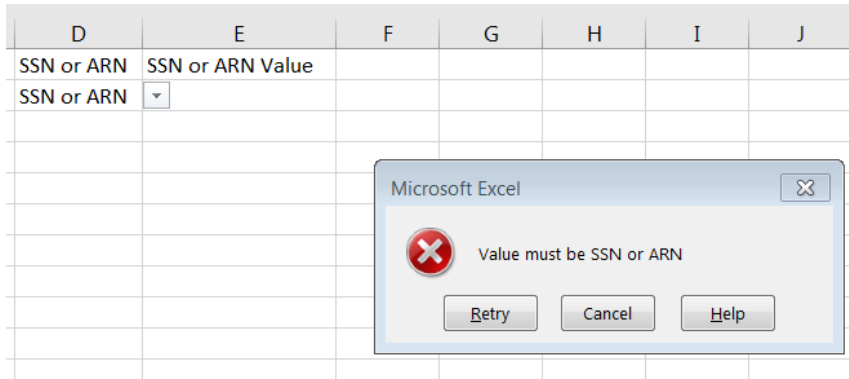 D E F G H I J
SSN or ARN SSN or ARN Value
SSN or ARN
Microsoft Excel
Value must be SSN or ARN
Retry Cancel Help